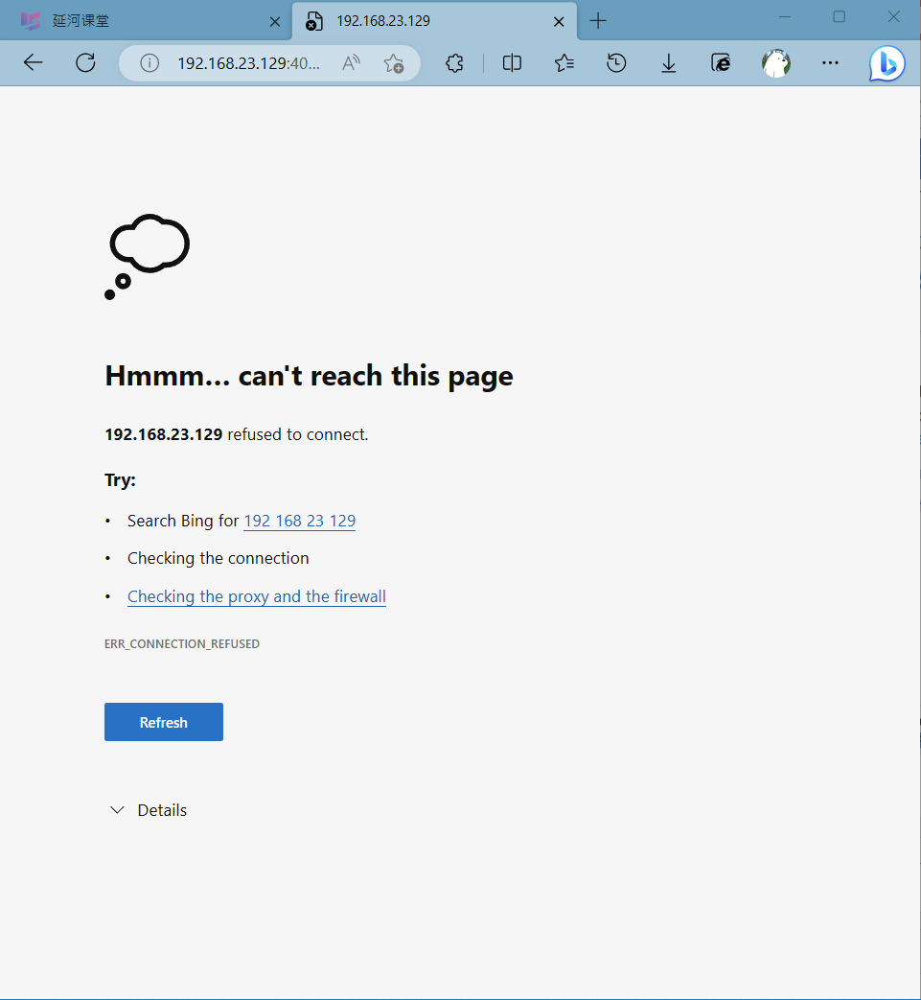 延河课堂
192.168.23.129
192.168.23.129:40...
Hmmm... can't reach this page
192.168.23.129 refused to connect.
Try:
• Search Bing for 192 168 23 129
• Checking the connection
• Checking the proxy and the firewall
ERR_CONNECTION_REFUSED
Refresh
Details